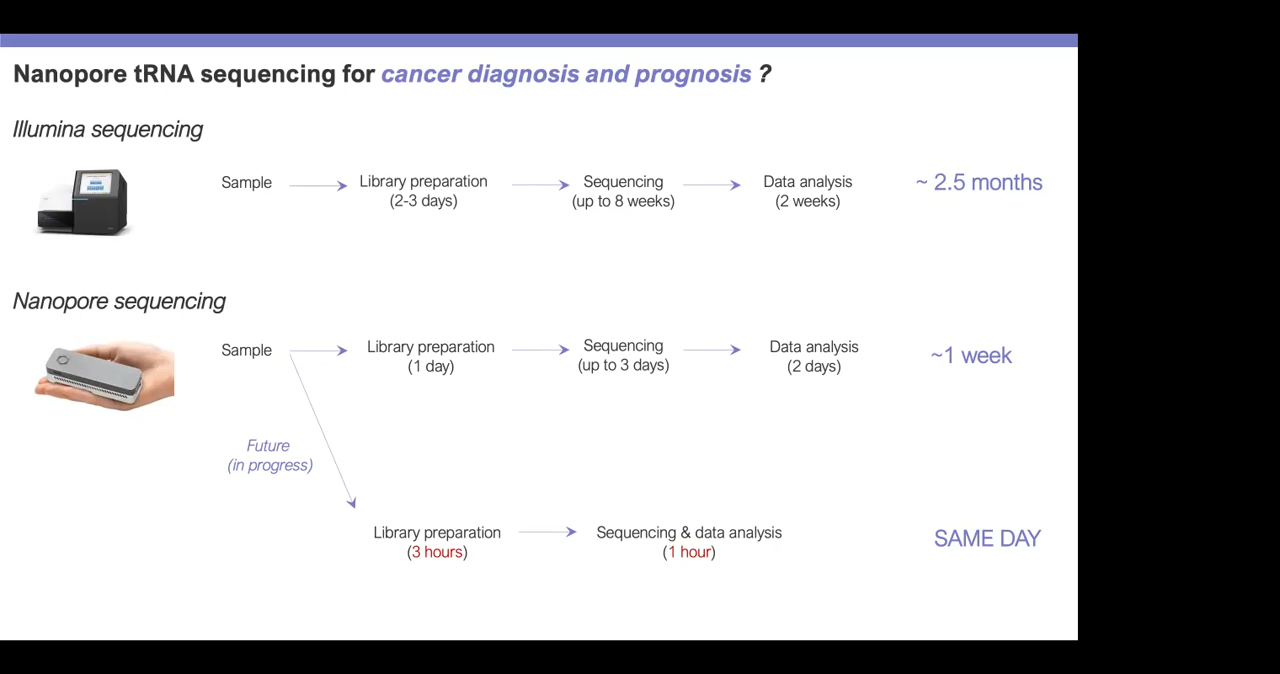 Nanopore tRNA sequencing for cancer diagnosis and prognosis ?
Illumina sequencing
Sample
Library preparation
(2-3 days)
Sequencing
(up to 8 weeks)
Data analysis
(2 weeks)
~ 2.5 months
Nanopore sequencing
Sample
Library preparation
(1 day)
Sequencing
(up to 3 days)
Data analysis
(2 days)
~1 week
Future
(in progress)
Library preparation
(3 hours)
Sequencing & data analysis
(1 hour)
SAME DAY